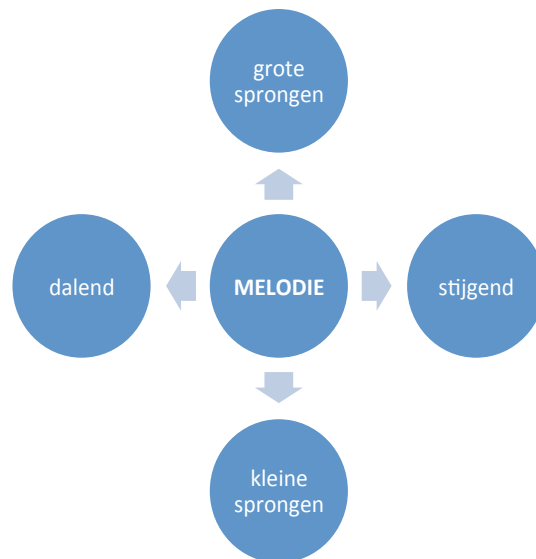 grote
sprongen
dalend
MELODIE
stijgend
kleine
sprongen